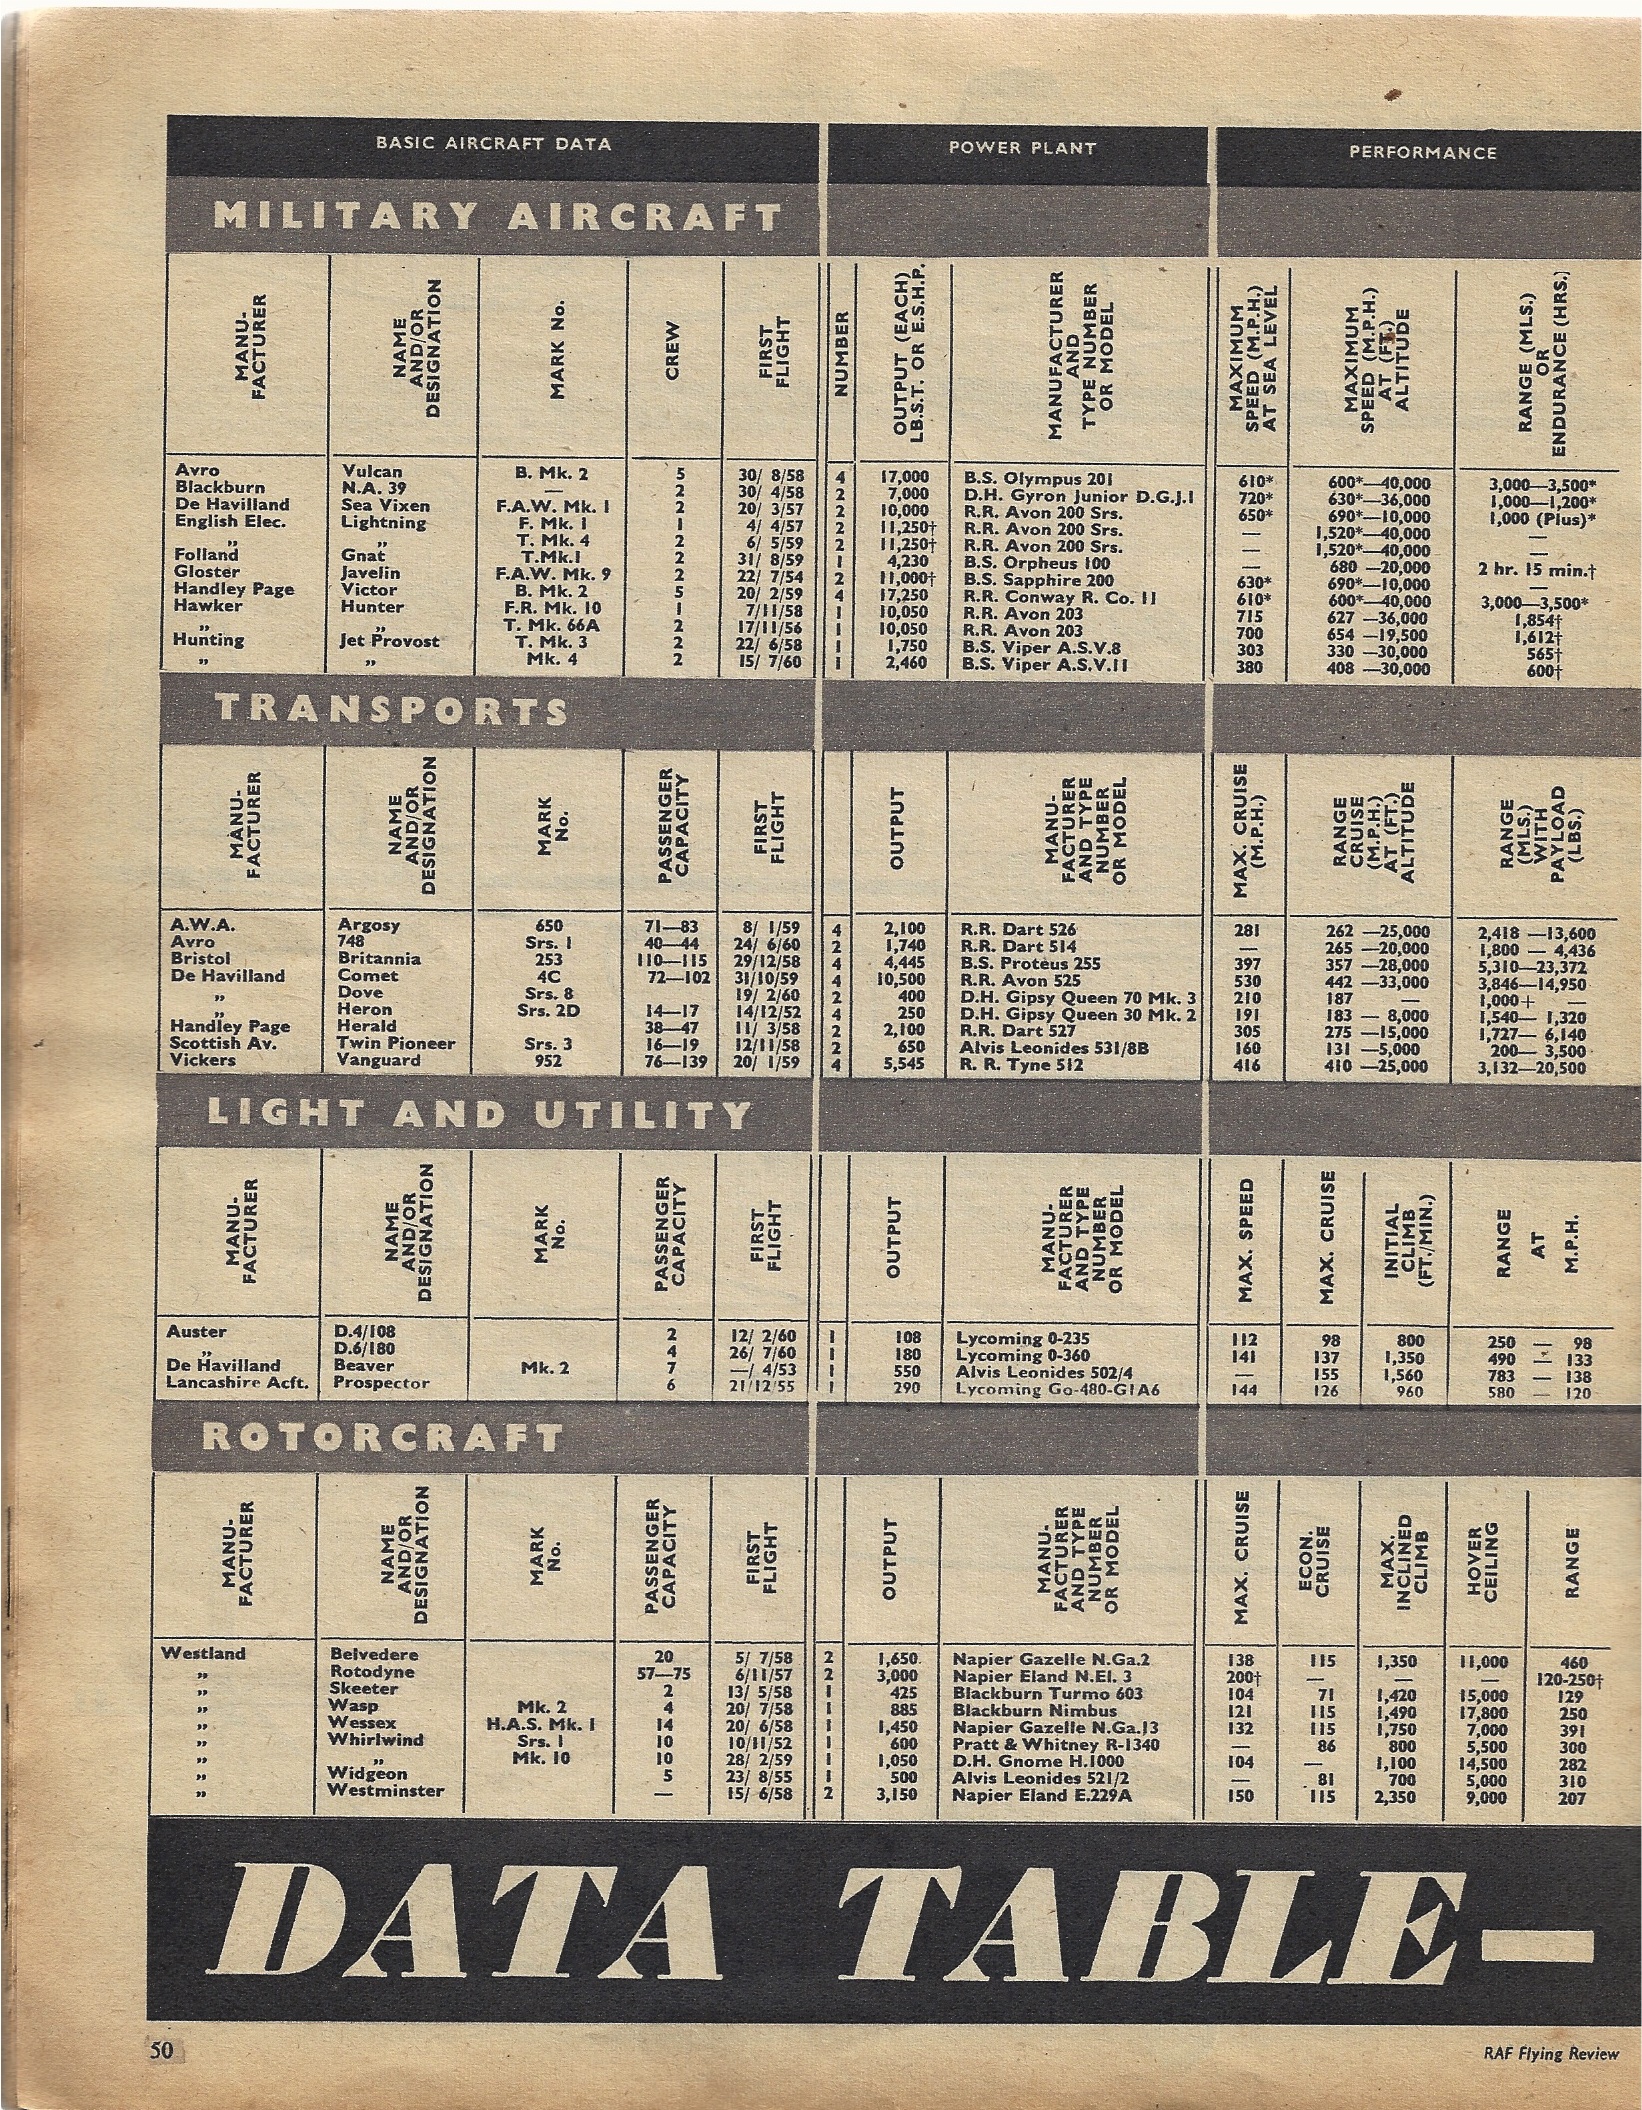 BASIC AIRCRAFT DATA POWER PLANT PERFORMANCE
MILITARY AIRCRAFT
MANU-FACTURER NAME AND/OR DESIGNATION MARK No. CREW FIRST FLIGHT NUMBER OUTPUT (EACH) LB.S.T. OR E.S.H.P. MANUFACTURER AND TYPE NUMBER OR MODEL MAXIMUM SPEED (M.P.H.) AT SEA LEVEL MAXIMUM SPEED (M.P.H.) AT (FT.) ALTITUDE RANGE (MLS.) OR ENDURANCE (HRS.)
Avro Vulcan B. Mk. 2 5 30/ 8/58 4 17,000 B.S. Olympus 201 610* 600*—40,000 3,000—3,500*
Blackburn N.A. 39 — 2 30/ 4/58 2 7,000 D.H. Gyron Junior D.G.J.1 720* 630*—36,000 1,000—1,200*
De Havilland Sea Vixen F.A.W. Mk. 1 2 20/ 3/57 2 10,000 R.R. Avon 200 Srs. 650* 690*—10,000 1,000 (Plus)*
English Elec. Lightning F. Mk. 1 1 4/ 4/57 2 11,250† R.R. Avon 200 Srs. — 1,520*—40,000 —
„ „ T. Mk. 4 2 6/ 5/59 2 11,250† R.R. Avon 200 Srs. — 1,520*—40,000 —
Folland Gnat T.Mk.1 2 31/ 8/59 1 4,230 B.S. Orpheus 100 — 680 —20,000 2 hr. 15 min.†
Gloster Javelin F.A.W. Mk. 9 2 22/ 7/54 2 11,000† B.S. Sapphire 200 630* 690*—10,000 —
Handley Page Victor B. Mk. 2 5 20/ 2/59 4 17,250 R.R. Conway R. Co. 11 610* 600*—40,000 3,000—3,500*
Hawker Hunter F.R. Mk. 10 1 7/11/58 1 10,050 R.R. Avon 203 715 627 —36,000 1,854†
„ „ T. Mk. 66A 2 17/11/56 1 10,050 R.R. Avon 203 700 654 —19,500 1,612†
Hunting Jet Provost T. Mk. 3 2 22/ 6/58 1 1,750 B.S. Viper A.S.V.8 303 330 —30,000 565†
„ „ Mk. 4 2 15/ 7/60 1 2,460 B.S. Viper A.S.V.11 380 408 —30,000 600†
TRANSPORTS
MANU-FACTURER NAME AND/OR DESIGNATION MARK No. PASSENGER CAPACITY FIRST FLIGHT OUTPUT MANU-FACTURER AND TYPE NUMBER OR MODEL MAX. CRUISE (M.P.H.) RANGE CRUISE (M.P.H.) AT (FT.) ALTITUDE RANGE (MLS.) WITH PAYLOAD (LBS.)
A.W.A. Argosy 650 71—83 8/ 1/59 4 2,100 R.R. Dart 526 281 262 —25,000 2,418 —13,600
Avro 748 Srs. 1 40—44 24/ 6/60 2 1,740 R.R. Dart 514 — 265 —20,000 1,800 — 4,436
Bristol Britannia 253 110—115 29/12/58 4 4,445 B.S. Proteus 255 397 357 —28,000 5,310—23,372
De Havilland Comet 4C 72—102 31/10/59 4 10,500 R.R. Avon 525 530 442 —33,000 3,846—14,950
„ Dove Srs. 8 19/ 2/60 2 400 D.H. Gipsy Queen 70 Mk. 3 210 187 — 1,000+ —
„ Heron Srs. 2D 14—17 14/12/52 4 250 D.H. Gipsy Queen 30 Mk. 2 191 183 — 8,000 1,540— 1,320
Handley Page Herald 38—47 11/ 3/58 2 2,100 R.R. Dart 527 305 275 —15,000 1,727— 6,140
Scottish Av. Twin Pioneer Srs. 3 16—19 12/11/58 2 650 Alvis Leonides 531/8B 160 131 —5,000 200— 3,500
Vickers Vanguard 952 76—139 20/ 1/59 4 5,545 R. R. Tyne 512 416 410 —25,000 3,132—20,500
LIGHT AND UTILITY
MANU-FACTURER NAME AND/OR DESIGNATION MARK No. PASSENGER CAPACITY FIRST FLIGHT OUTPUT MANU-FACTURER AND TYPE NUMBER OR MODEL MAX. SPEED MAX. CRUISE INITIAL CLIMB (FT./MIN.) RANGE AT M.P.H.
Auster D.4/108 2 12/ 2/60 1 108 Lycoming 0-235 112 98 800 250 — 98
„ D.6/180 4 26/ 7/60 1 180 Lycoming 0-360 141 137 1,350 490 — 133
De Havilland Beaver Mk. 2 7 —/ 4/53 1 550 Alvis Leonides 502/4 — 155 1,560 783 — 138
Lancashire Acft. Prospector 6 21/12/55 1 290 Lycoming Go-480-G1A6 144 126 960 580 — 120
ROTORCRAFT
MANU-FACTURER NAME AND/OR DESIGNATION MARK No. PASSENGER CAPACITY FIRST FLIGHT OUTPUT MANU-FACTURER AND TYPE NUMBER OR MODEL MAX. CRUISE ECON. CRUISE MAX. INCLINED CLIMB HOVER CEILING RANGE
Westland Belvedere 20 5/ 7/58 2 1,650 Napier Gazelle N.Ga.2 138 115 1,350 11,000 460
„ Rotodyne 57—75 6/11/57 2 3,000 Napier Eland N.El. 3 200† — — — 120-250†
„ Skeeter 2 13/ 5/58 1 425 Blackburn Turmo 603 104 71 1,420 15,000 129
„ Wasp Mk. 2 4 20/ 7/58 1 885 Blackburn Nimbus 121 115 1,490 17,800 250
„ Wessex H.A.S. Mk. 1 14 20/ 6/58 1 1,450 Napier Gazelle N.Ga.13 132 115 1,750 7,000 391
„ Whirlwind Srs. 1 10 10/11/52 1 600 Pratt & Whitney R-1340 — 86 800 5,500 300
„ „ Mk. 10 10 28/ 2/59 1 1,050 D.H. Gnome H.1000 104 — 1,100 14,500 282
„ Widgeon 5 23/ 8/55 1 500 Alvis Leonides 521/2 — 81 700 5,000 310
„ Westminster — 15/ 6/58 2 3,150 Napier Eland E.229A 150 115 2,350 9,000 207
DATA TABLE—
50 RAF Flying Review